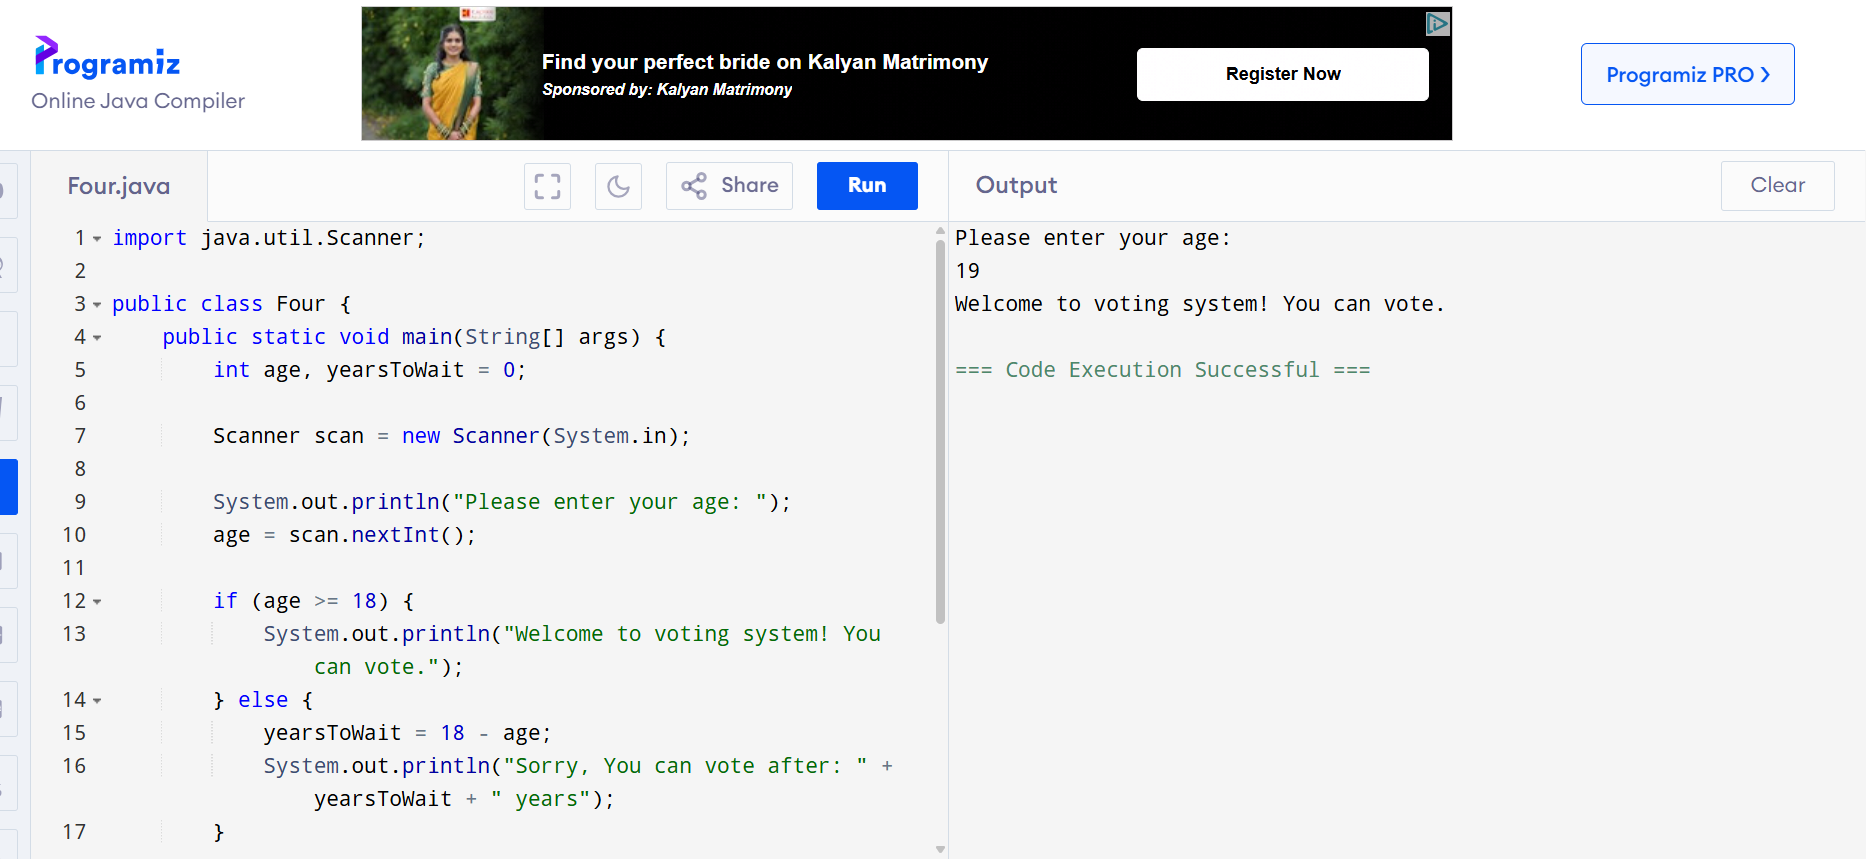 Programiz
Online Java Compiler
Find your perfect bride on Kalyan Matrimony
Sponsored by: Kalyan Matrimony
Register Now
Programiz PRO ❯
Four.java
Share
Run
Output
Clear
1 import java.util.Scanner;
2
3 public class Four {
4     public static void main(String[] args) {
5         int age, yearsToWait = 0;
6
7         Scanner scan = new Scanner(System.in);
8
9         System.out.println("Please enter your age: ");
10         age = scan.nextInt();
11
12         if (age >= 18) {
13             System.out.println("Welcome to voting system! You
can vote.");
14         } else {
15             yearsToWait = 18 - age;
16             System.out.println("Sorry, You can vote after: " +
yearsToWait + " years");
17         }
Please enter your age:
19
Welcome to voting system! You can vote.
=== Code Execution Successful ===